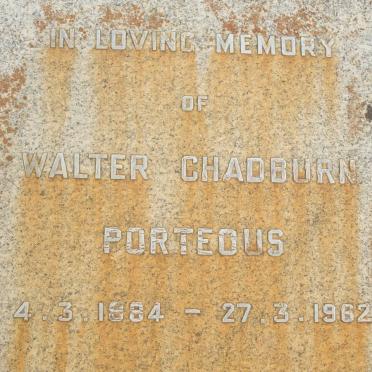 IN LOVING MEMORY
OF
WALTER CHADBURN
PORTEOUS
4.3.1884 - 27.3.1962